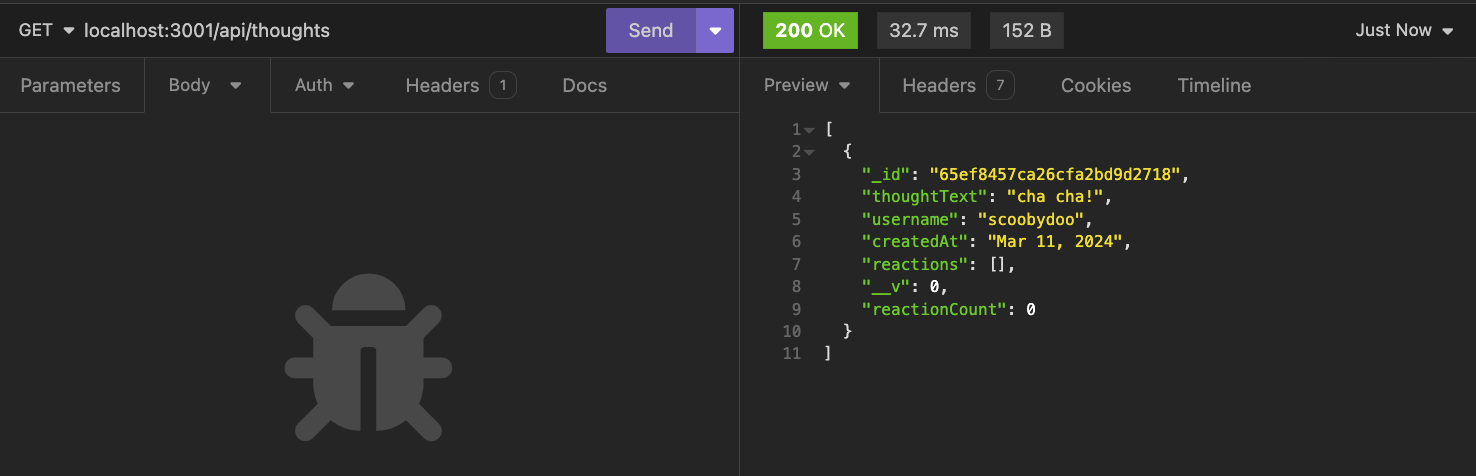 GET localhost:3001/api/thoughts Send 200 OK 32.7 ms 152 B Just Now
Parameters Body Auth Headers 1 Docs Preview Headers 7 Cookies Timeline
1 [
2 {
3 "_id": "65ef8457ca26cfa2bd9d2718",
4 "thoughtText": "cha cha!",
5 "username": "scoobydoo",
6 "createdAt": "Mar 11, 2024",
7 "reactions": [],
8 "__v": 0,
9 "reactionCount": 0
10 }
11 ]